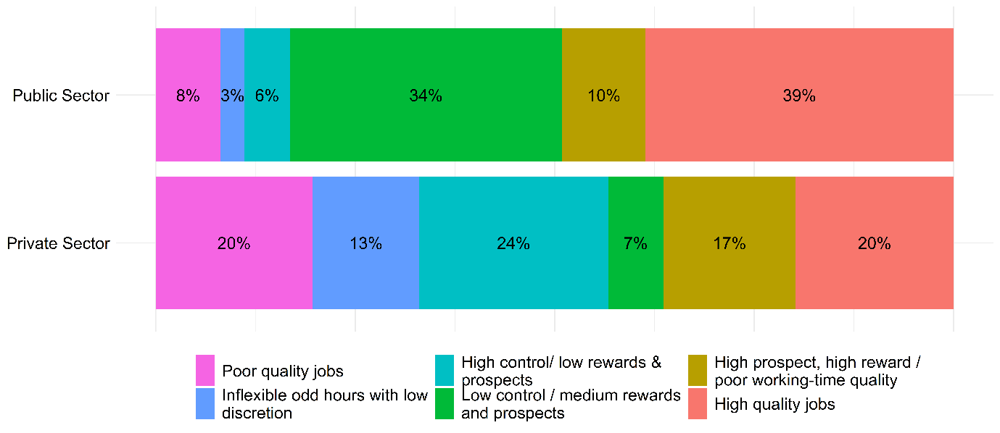 Public Sector
8%
3%
6%
34%
10%
39%
Private Sector
20%
13%
24%
7%
17%
20%
Poor quality jobs
Inflexible odd hours with low
discretion
High control/ low rewards &
prospects
Low control / medium rewards
and prospects
High prospect, high reward /
poor working-time quality
High quality jobs